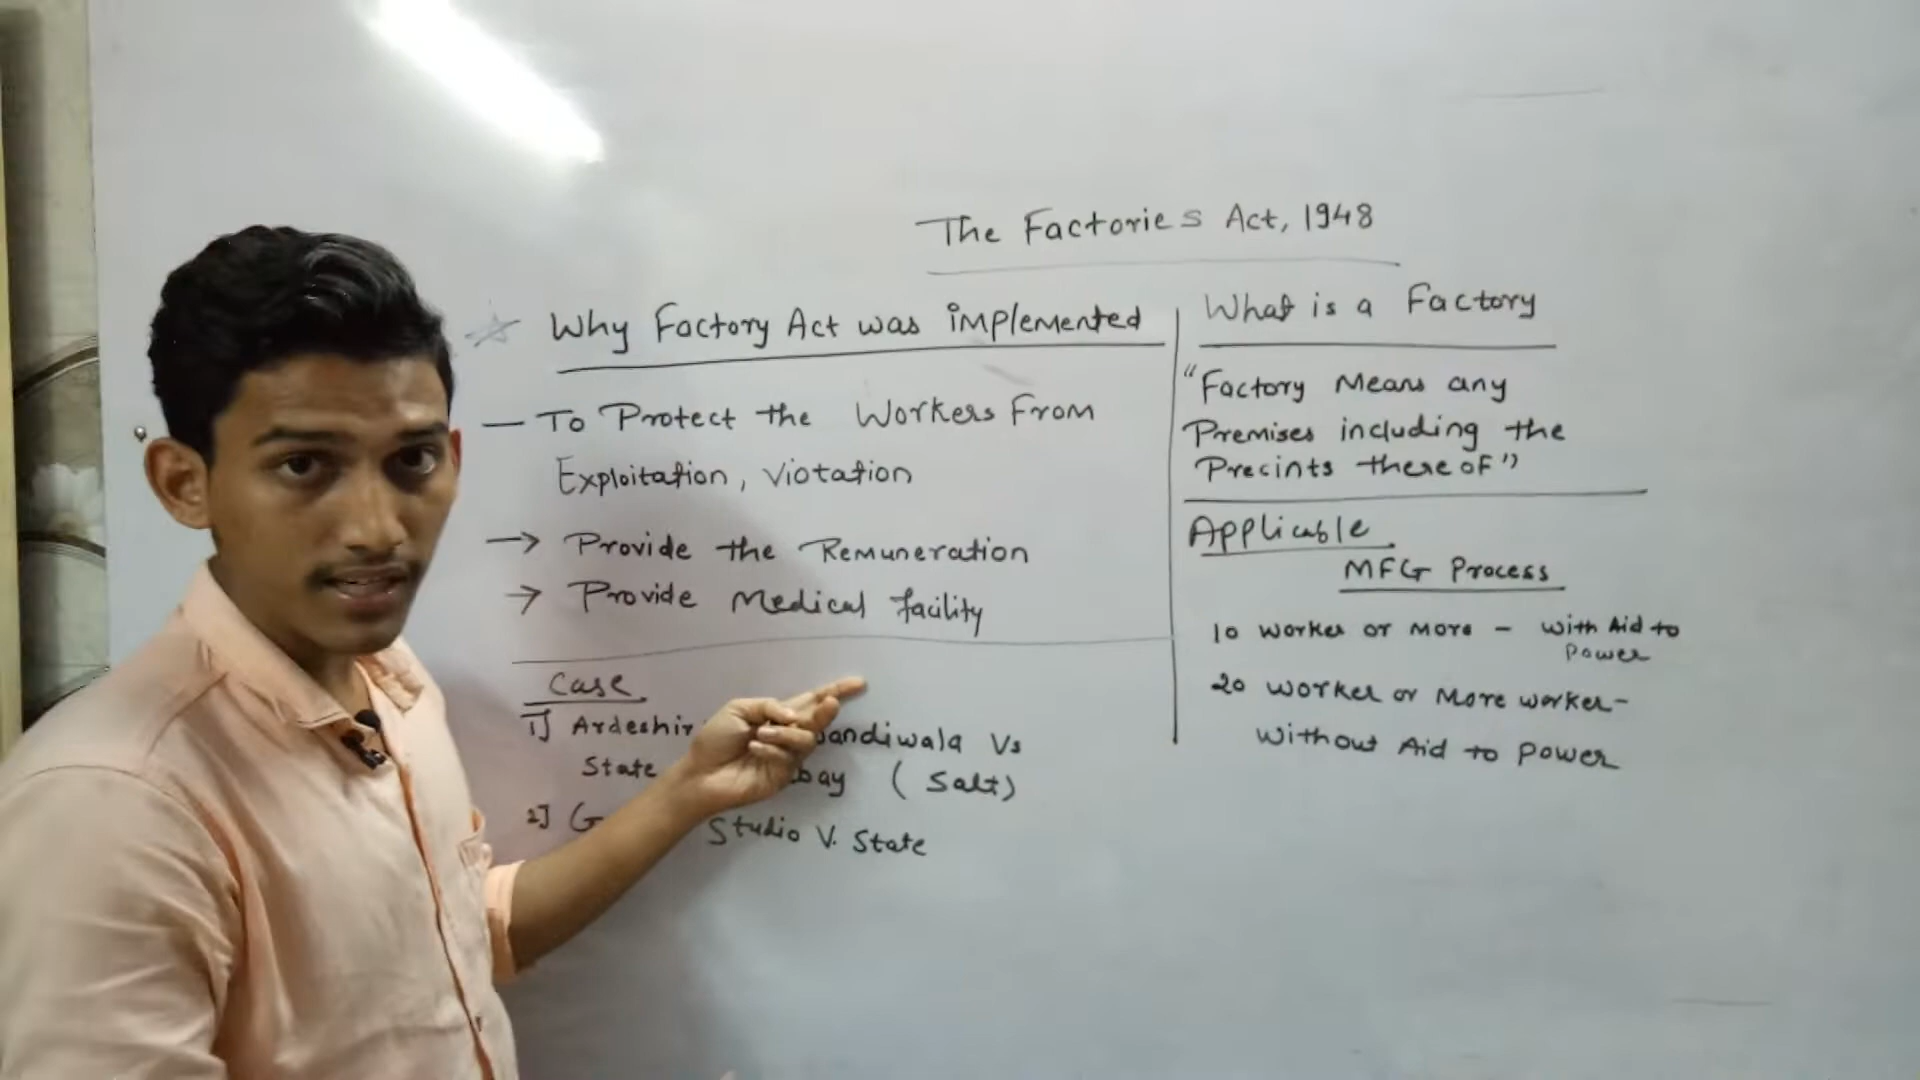 The Factories Act, 1948
Why Factory Act was implemented
— To Protect the Workers From
Exploitation, Viotation
→ Provide the Remuneration
→ Provide Medical facility
Case
1] Ardeshir Vs
State (Salt)
2] Studio V. State
What is a Factory
"Factory Means any
Premises including the
Precints there of"
Applicable
MFG Process
10 worker or more - with Aid to
Power
20 worker or more worker-
without Aid to Power